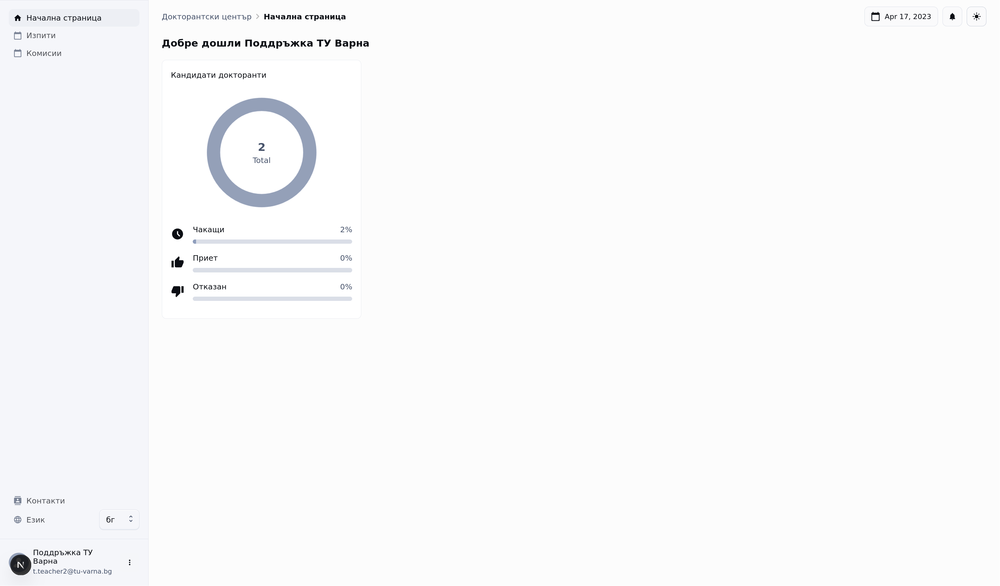 Начална страница
Изпити
Комисии
Контакти
Език
бг
Поддръжка ТУ
Варна
t.teacher2@tu-varna.bg
N
Докторантски център
Начална страница
Apr 17, 2023
Добре дошли Поддръжка ТУ Варна
Кандидати докторанти
2
Total
Чакащи 2%
Приет 0%
Отказан 0%